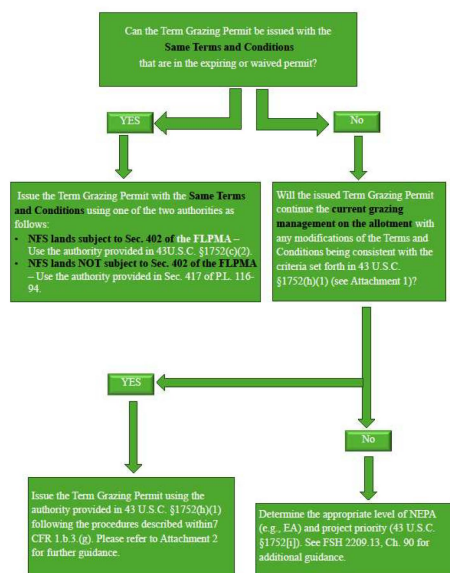 Can the Term Grazing Permit be issued with the
Same Terms and Conditions
that are in the expiring or waived permit?
YES
No
Issue the Term Grazing Permit with the Same Terms
and Conditions using one of the two authorities as
follows:
• NFS lands subject to Sec. 402 of the FLPMA –
Use the authority provided in 43U.S.C. §1752(c)(2).
• NFS lands NOT subject to Sec. 402 of the FLPMA
– Use the authority provided in Sec. 417 of P.L. 116-
94.
Will the issued Term Grazing Permit
continue the current grazing
management on the allotment with
any modifications of the Terms and
Conditions being consistent with the
criteria set forth in 43 U.S.C.
§1752(h)(1) (see Attachment 1)?
YES
No
Issue the Term Grazing Permit using the
authority provided in 43 U.S.C. §1752(h)(1)
following the procedures described within7
CFR 1.b.3.(g). Please refer to Attachment 2
for further guidance.
Determine the appropriate level of NEPA
(e.g., EA) and project priority (43 U.S.C.
§1752[i]). See FSH 2209.13, Ch. 90 for
additional guidance.